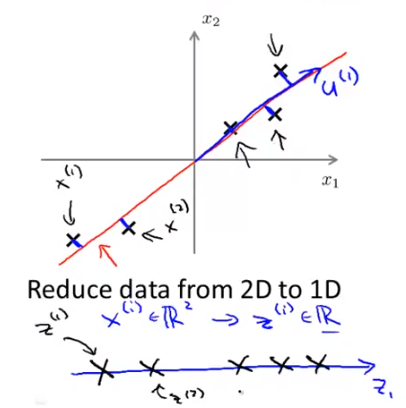 x₂
u⁽¹⁾
x⁽¹⁾
x₁
x⁽²⁾
Reduce data from 2D to 1D
z⁽¹⁾ x⁽ⁱ⁾ ∈ ℝ² → z⁽ⁱ⁾ ∈ ℝ
z⁽²⁾ z₁